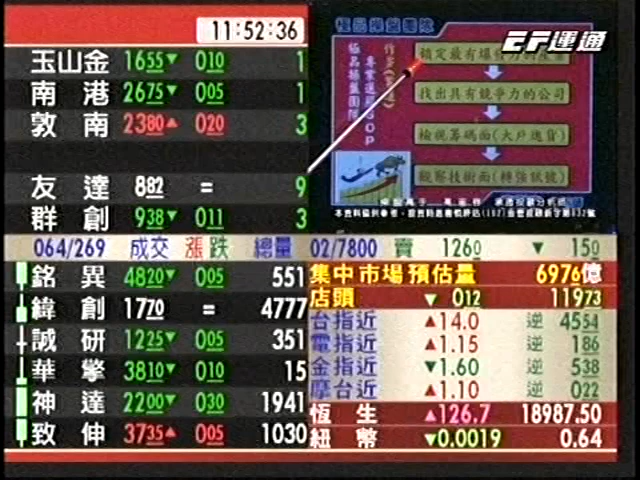 11:52:36
EF運通
玉山金 1655▼ 010 1
南港 2675▼ 005 1
敦南 2380▲ 020 3
友達 882 = 9
群創 938▼ 011 3
找出具有競爭力的公司
檢視籌碼面(大戶進貨)
觀察技術面(轉強訊號)
064/269 成交 漲跌 總量 02/7800 賣 1260 ▼ 150
銘異 4820▼ 005 551
緯創 1770 = 4777
誠研 1225▼ 005 351
華擎 3810▼ 010 15
神達 2200▼ 030 1941
致伸 3735▲ 005 1030
集中市場預估量 6976億
店頭 ▼ 012 11973
台指近 ▲14.0 逆 4554
電指近 ▲1.15 逆 186
金指近 ▼1.60 逆 538
摩台近 ▲1.10 逆 022
恆生 ▲126.7 18987.50
紐幣 ▼0.0019 0.64